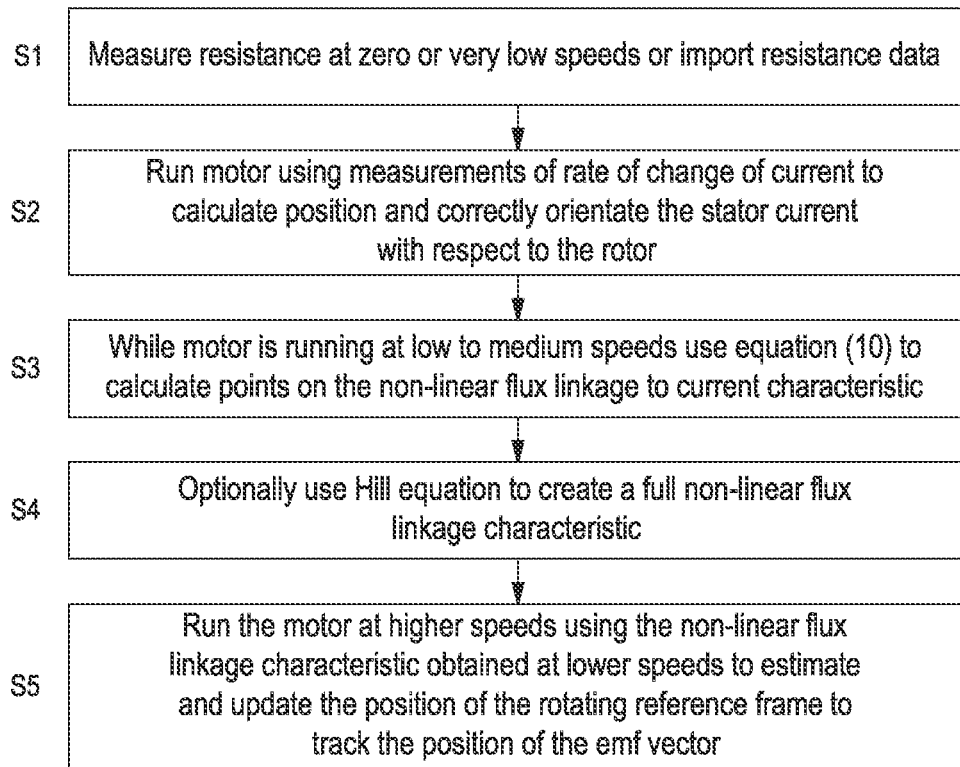 S1 Measure resistance at zero or very low speeds or import resistance data
Run motor using measurements of rate of change of current to
S2 calculate position and correctly orientate the stator current
with respect to the rotor
S3 While motor is running at low to medium speeds use equation (10) to
calculate points on the non-linear flux linkage to current characteristic
S4 Optionally use Hill equation to create a full non-linear flux
linkage characteristic
Run the motor at higher speeds using the non-linear flux
linkage characteristic obtained at lower speeds to estimate
S5 and update the position of the rotating reference frame to
track the position of the emf vector